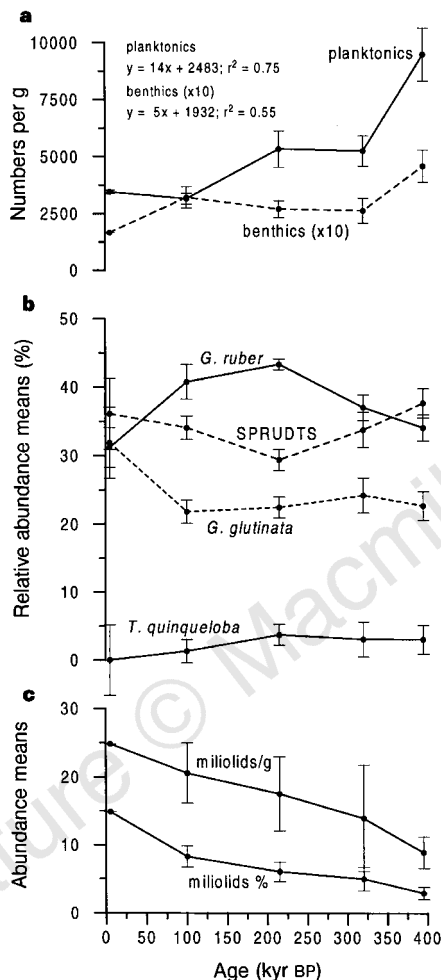 a
10000
7500
5000
2500
0
Numbers per g
planktonics
y = 14x + 2483; r² = 0.75
benthics (x10)
y = 5x + 1932; r² = 0.55
planktonics
benthics (x10)
b
50
40
30
20
10
0
Relative abundance means (%)
G. ruber
SPRUDTS
G. glutinata
T. quinqueloba
c
30
20
10
0
Abundance means
miliolids/g
miliolids %
0 50 100 150 200 250 300 350 400
Age (kyr BP)
Nature © Macmil